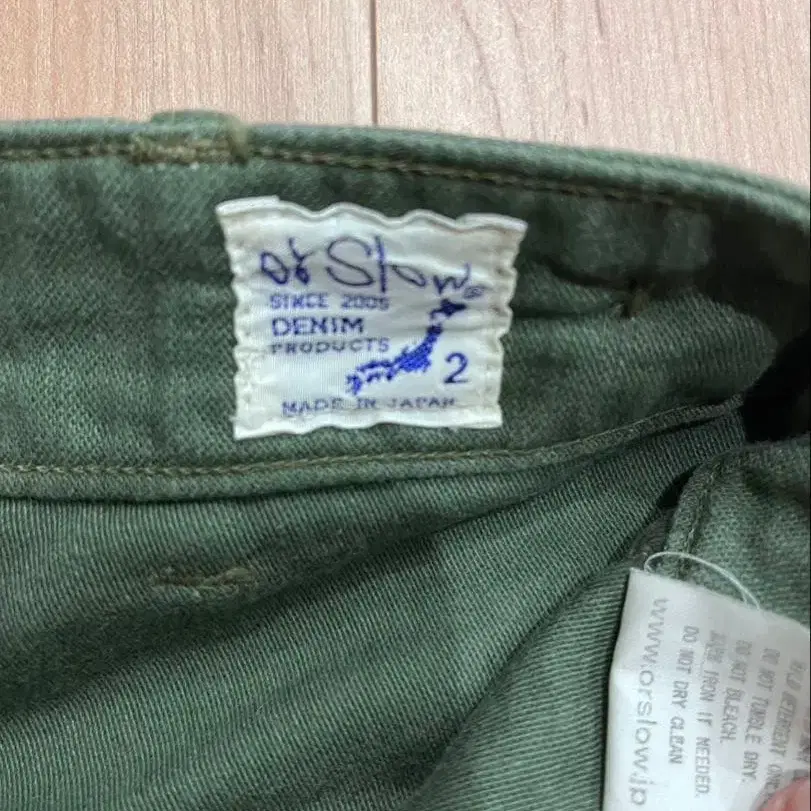 orSlow®
SINCE 2005
DENIM
PRODUCTS
2
MADE IN JAPAN
DO NOT TUMBLE DRY.
DO NOT BLEACH.
IRON IF NEEDED.
DO NOT DRY CLEAN
www.orslow.jp